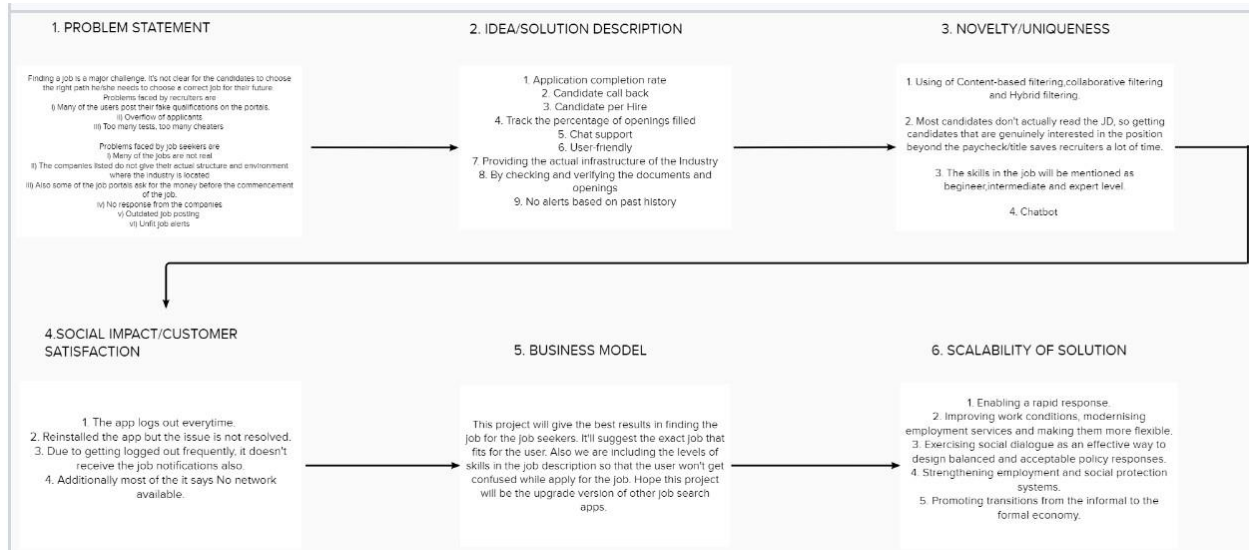 1. PROBLEM STATEMENT
Finding a job is a major challenge. It's not clear for the candidates to choose
the right path he/she needs to choose a correct job for their future.
Problems faced by recruiters are
i) Many of the users post their fake qualifications on the portals.
ii) Overflow of applicants
iii) Too many tests, too many cheaters
Problems faced by job seekers are
i) Many of the jobs are not real
ii) The companies listed do not give their actual structure and environment
where the industry is located
iii) Also some of the job portals ask for the money before the commencement
of the job.
iv) No response from the companies
v) Outdated job posting
vi) Unfit job alerts
2. IDEA/SOLUTION DESCRIPTION
1. Application completion rate
2. Candidate call back
3. Candidate per Hire
4. Track the percentage of openings filled
5. Chat support
6. User-friendly
7. Providing the actual infrastructure of the Industry
8. By checking and verifying the documents and
openings
9. No alerts based on past history
3. NOVELTY/UNIQUENESS
1. Using of Content-based filtering,collaborative filtering
and Hybrid filtering.
2. Most candidates don't actually read the JD, so getting
candidates that are genuinely interested in the position
beyond the paycheck/title saves recruiters a lot of time.
3. The skills in the job will be mentioned as
begineer,intermediate and expert level.
4. Chatbot
4.SOCIAL IMPACT/CUSTOMER
SATISFACTION
1. The app logs out everytime.
2. Reinstalled the app but the issue is not resolved.
3. Due to getting logged out frequently, it doesn't
receive the job notifications also.
4. Additionally most of the it says No network
available.
5. BUSINESS MODEL
This project will give the best results in finding the
job for the job seekers. It'll suggest the exact job that
fits for the user. Also we are including the levels of
skills in the job description so that the user won't get
confused while apply for the job. Hope this project
will be the upgrade version of other job search
apps.
6. SCALABILITY OF SOLUTION
1. Enabling a rapid response.
2. Improving work conditions, modernising
employment services and making them more flexible.
3. Exercising social dialogue as an effective way to
design balanced and acceptable policy responses.
4. Strengthening employment and social protection
systems.
5. Promoting transitions from the informal to the
formal economy.